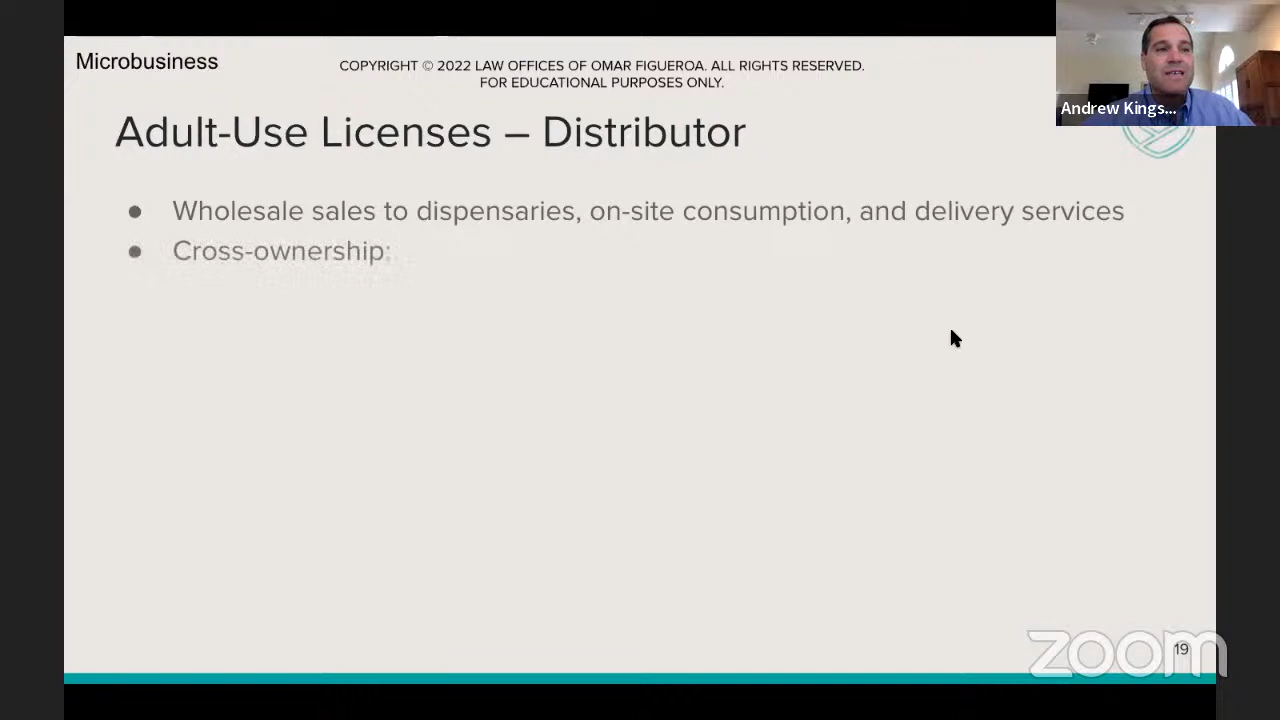 Microbusiness
COPYRIGHT © 2022 LAW OFFICES OF OMAR FIGUEROA. ALL RIGHTS RESERVED.
FOR EDUCATIONAL PURPOSES ONLY.
Andrew Kings...
Adult-Use Licenses – Distributor
● Wholesale sales to dispensaries, on-site consumption, and delivery services
● Cross-ownership:
zoom
19